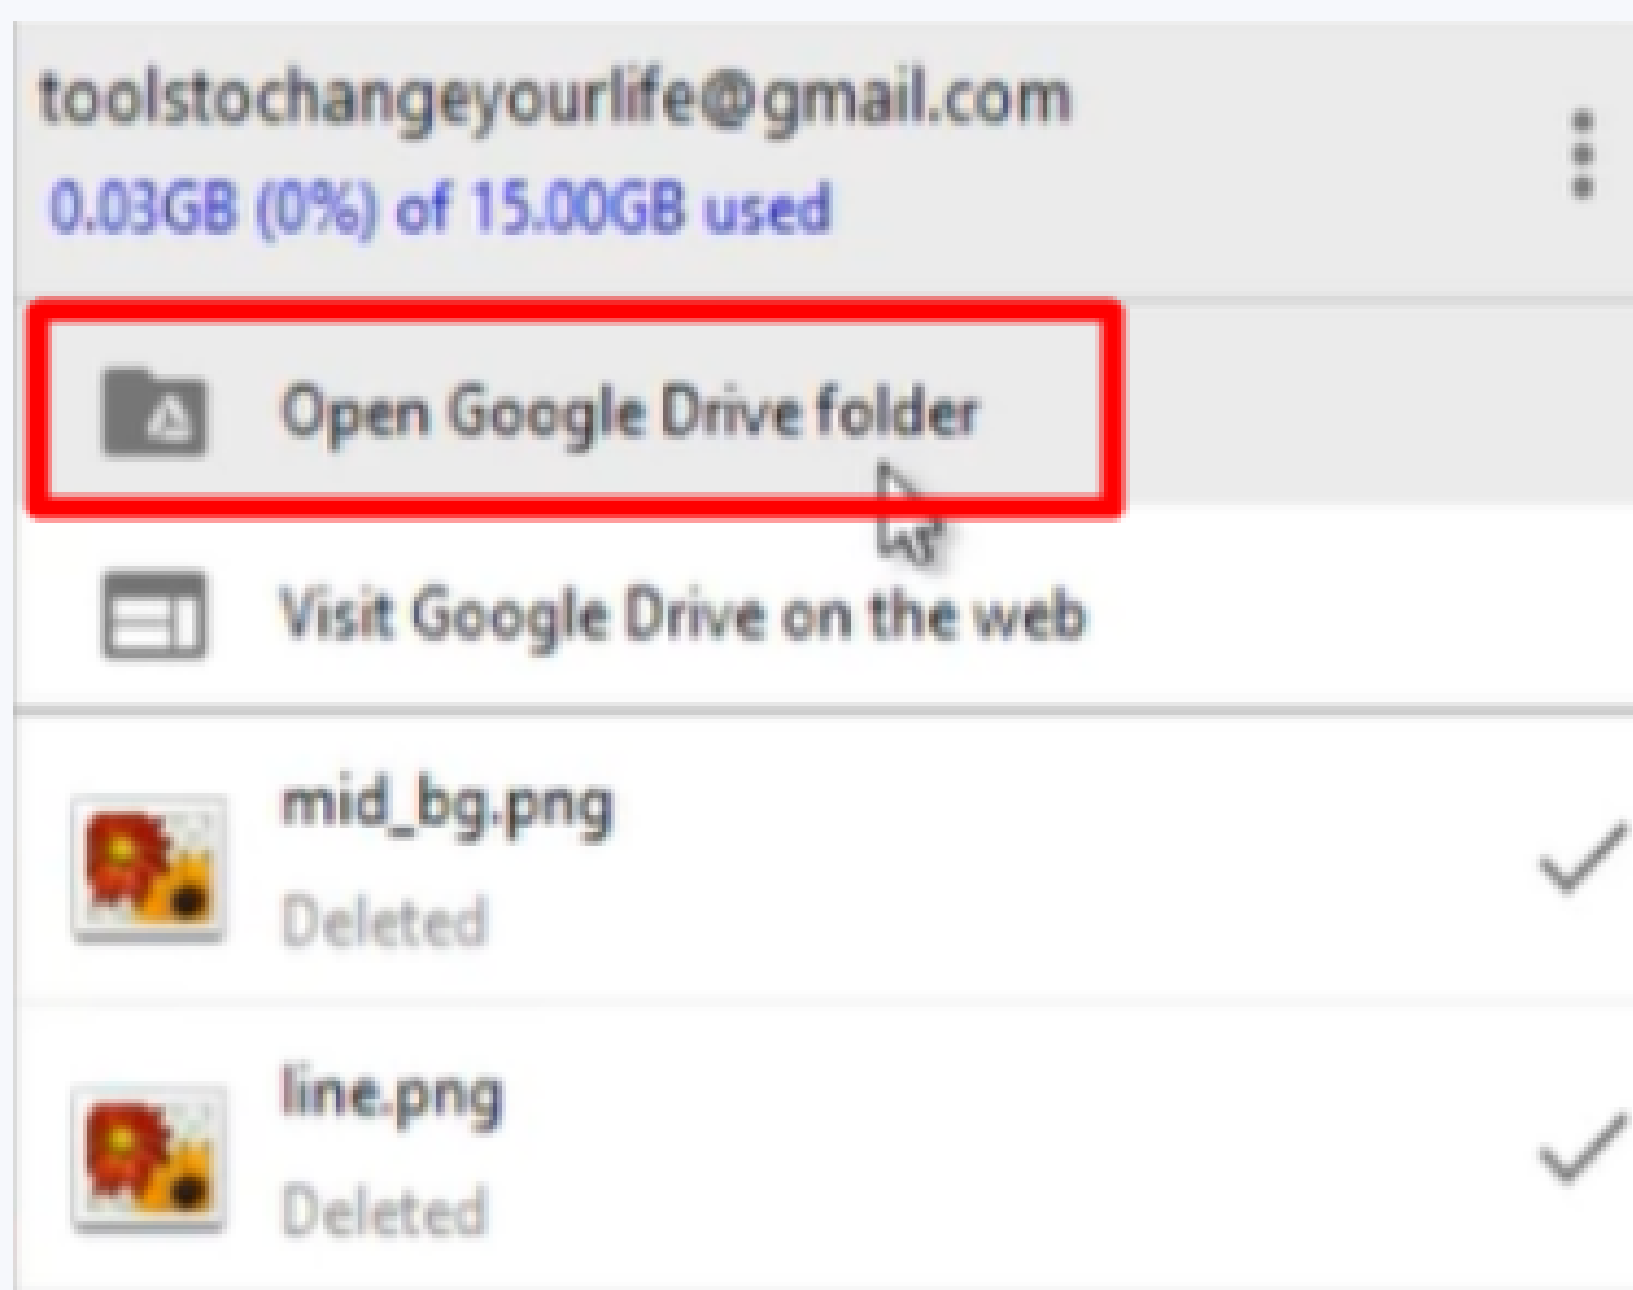 toolstochangeyourlife@gmail.com
0.03GB (0%) of 15.00GB used
Open Google Drive folder
Visit Google Drive on the web
mid_bg.png
Deleted
line.png
Deleted